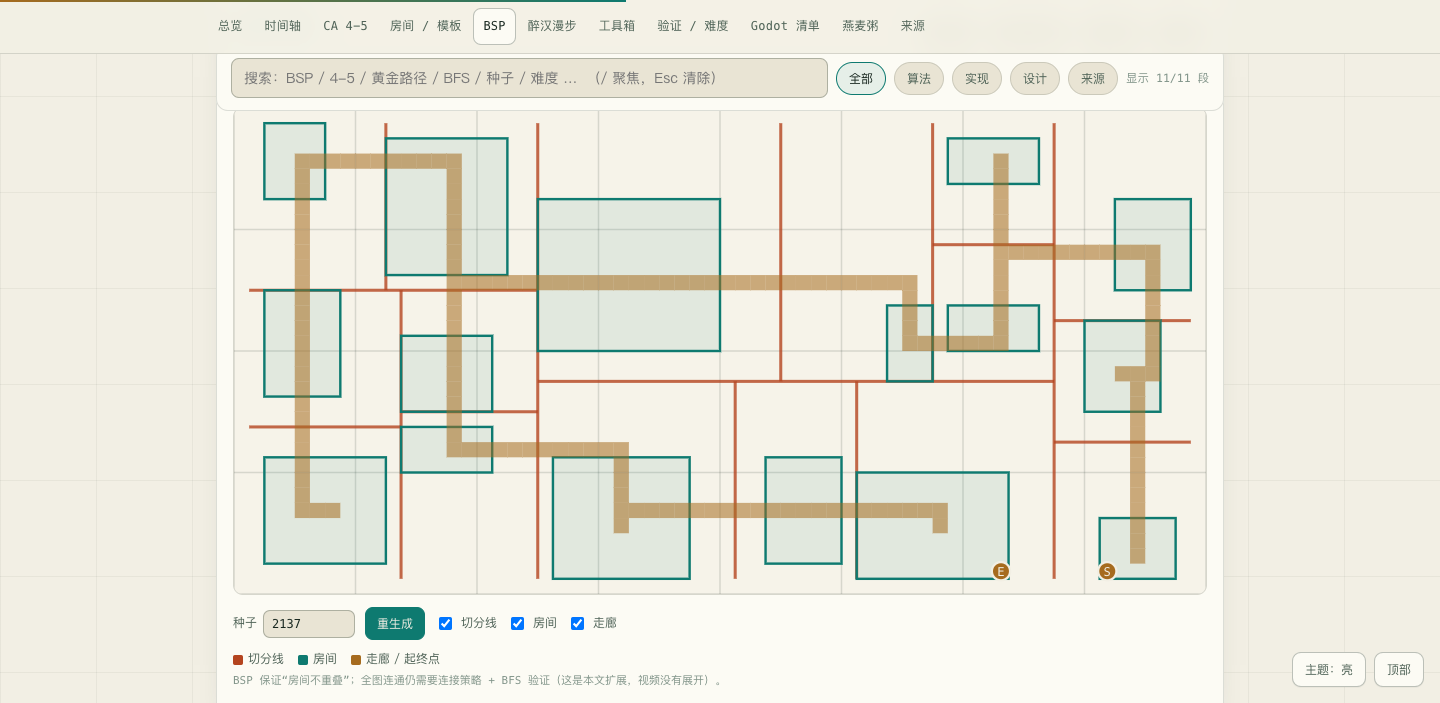 总览 时间轴 CA 4–5 房间 / 模板 BSP 醉汉漫步 工具箱 验证 / 难度 Godot 清单 燕麦粥 来源
搜索：BSP / 4–5 / 黄金路径 / BFS / 种子 / 难度 … （/ 聚焦，Esc 清除） 全部 算法 实现 设计 来源 显示 11/11 段
E S
种子 2137 重生成 切分线 房间 走廊
切分线 房间 走廊 / 起终点
主题：亮 顶部
BSP 保证“房间不重叠”；全图连通仍需要连接策略 + BFS 验证（这是本文扩展，视频没有展开）。